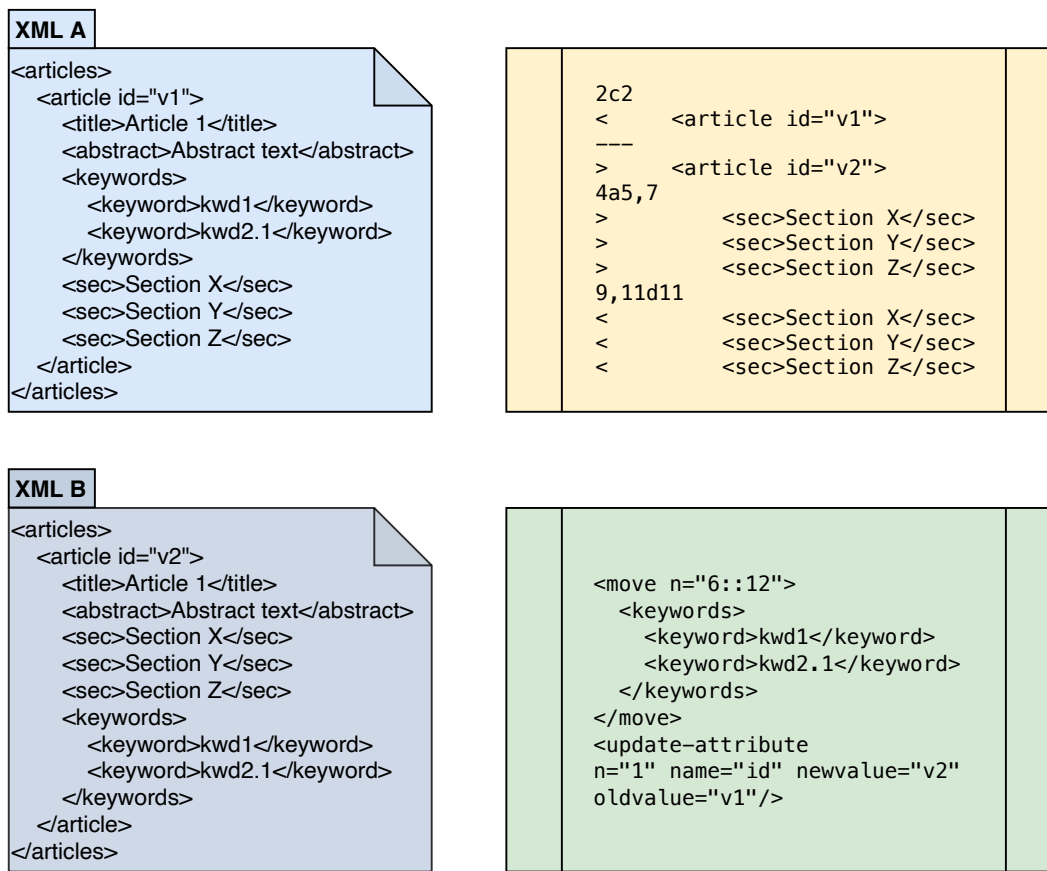 XML A
<articles>
<article id="v1">
<title>Article 1</title>
<abstract>Abstract text</abstract>
<keywords>
<keyword>kwd1</keyword>
<keyword>kwd2.1</keyword>
</keywords>
<sec>Section X</sec>
<sec>Section Y</sec>
<sec>Section Z</sec>
</article>
</articles>
2c2
<     <article id="v1">
---
>     <article id="v2">
4a5,7
>         <sec>Section X</sec>
>         <sec>Section Y</sec>
>         <sec>Section Z</sec>
9,11d11
<         <sec>Section X</sec>
<         <sec>Section Y</sec>
<         <sec>Section Z</sec>
XML B
<articles>
<article id="v2">
<title>Article 1</title>
<abstract>Abstract text</abstract>
<sec>Section X</sec>
<sec>Section Y</sec>
<sec>Section Z</sec>
<keywords>
<keyword>kwd1</keyword>
<keyword>kwd2.1</keyword>
</keywords>
</article>
</articles>
<move n="6::12">
<keywords>
<keyword>kwd1</keyword>
<keyword>kwd2.1</keyword>
</keywords>
</move>
<update-attribute
n="1" name="id" newvalue="v2"
oldvalue="v1"/>